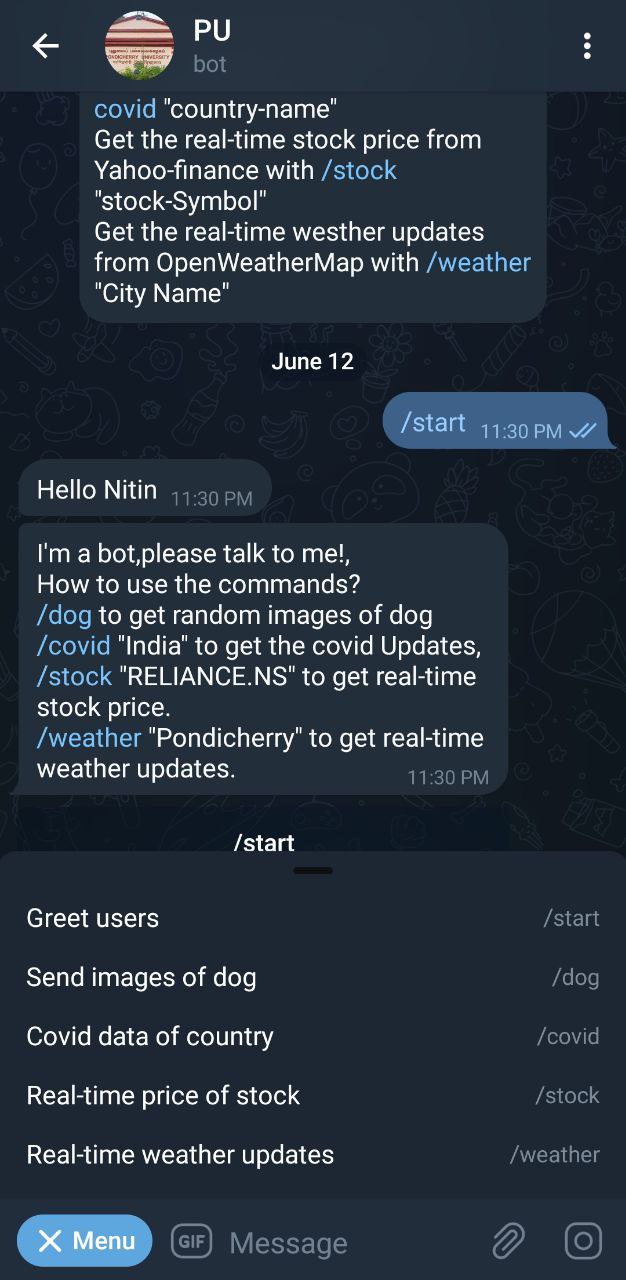 PU
bot
covid "country-name"
Get the real-time stock price from
Yahoo-finance with /stock
"stock-Symbol"
Get the real-time westher updates
from OpenWeatherMap with /weather
"City Name"
June 12
/start 11:30 PM
Hello Nitin 11:30 PM
I'm a bot,please talk to me!,
How to use the commands?
/dog to get random images of dog
/covid "India" to get the covid Updates,
/stock "RELIANCE.NS" to get real-time
stock price.
/weather "Pondicherry" to get real-time
weather updates. 11:30 PM
/start
Greet users /start
Send images of dog /dog
Covid data of country /covid
Real-time price of stock /stock
Real-time weather updates /weather
Menu GIF Message